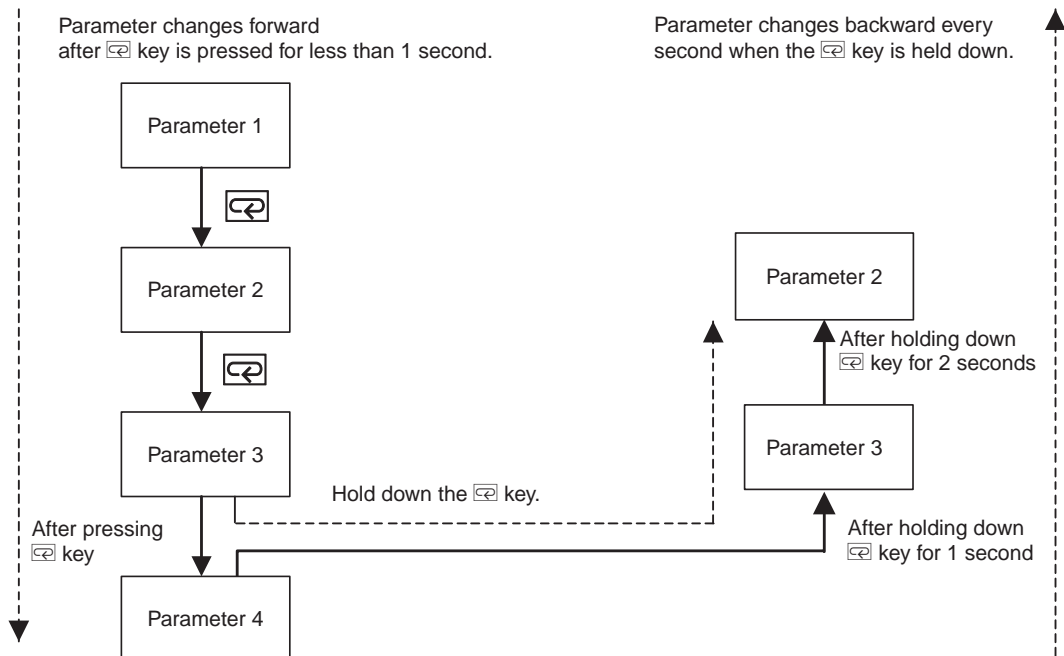 Parameter changes forward
after key is pressed for less than 1 second.
Parameter changes backward every
second when the key is held down.
Parameter 1
Parameter 2
Parameter 3
Hold down the key.
After pressing
key
Parameter 4
Parameter 2
After holding down
key for 2 seconds
Parameter 3
After holding down
key for 1 second